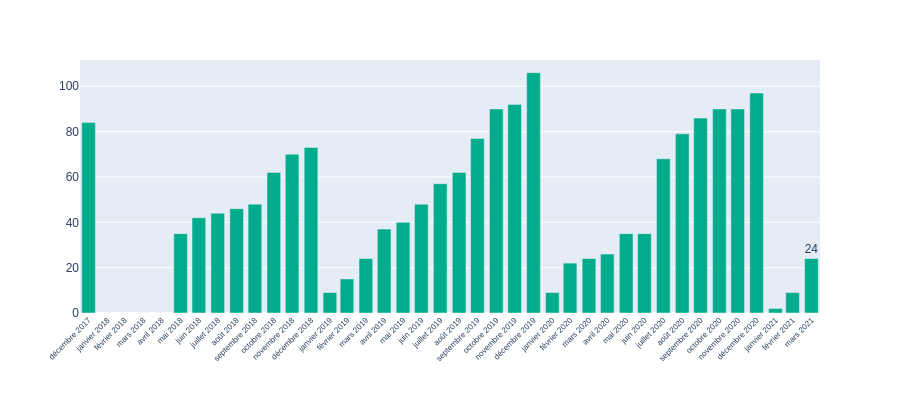 100
80
60
40
20
0
24
décembre 2017
janvier 2018
février 2018
mars 2018
avril 2018
mai 2018
juin 2018
juillet 2018
août 2018
septembre 2018
octobre 2018
novembre 2018
décembre 2018
janvier 2019
février 2019
mars 2019
avril 2019
mai 2019
juin 2019
juillet 2019
août 2019
septembre 2019
octobre 2019
novembre 2019
décembre 2019
janvier 2020
février 2020
mars 2020
avril 2020
mai 2020
juin 2020
juillet 2020
août 2020
septembre 2020
octobre 2020
novembre 2020
décembre 2020
janvier 2021
février 2021
mars 2021